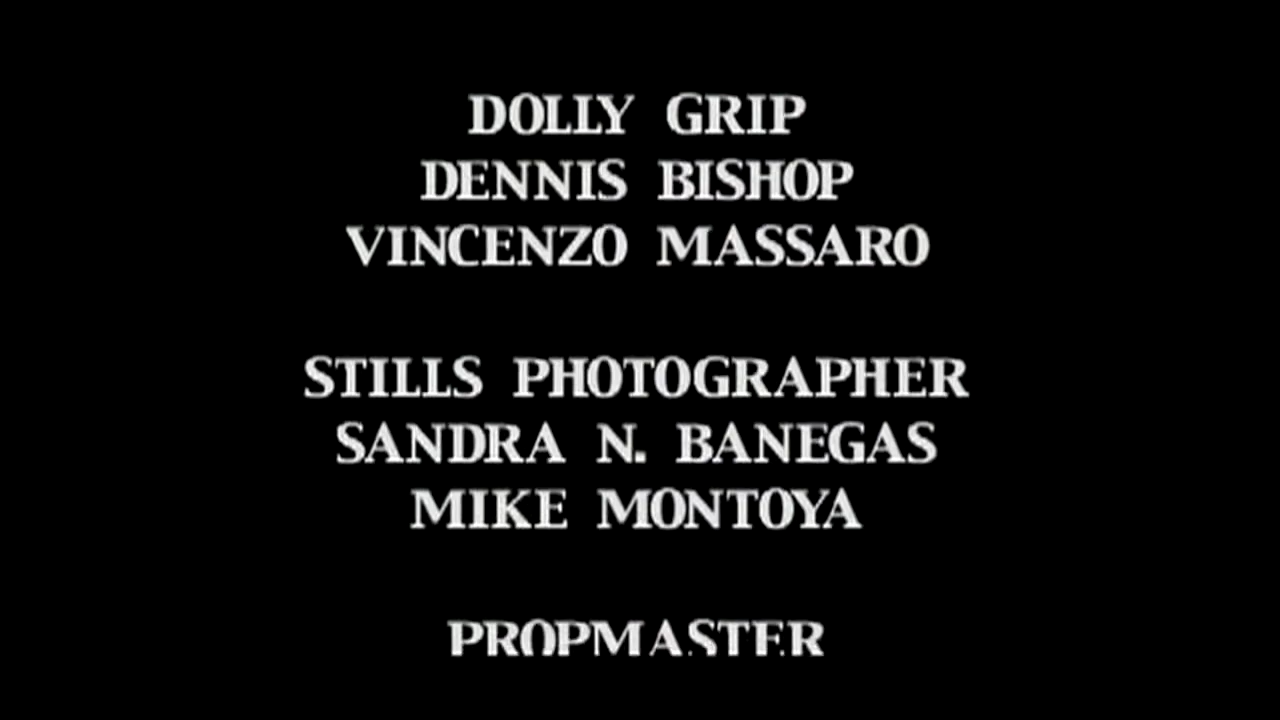 DOLLY GRIP
DENNIS BISHOP
VINCENZO MASSARO
STILLS PHOTOGRAPHER
SANDRA N. BANEGAS
MIKE MONTOYA
PROPMASTER